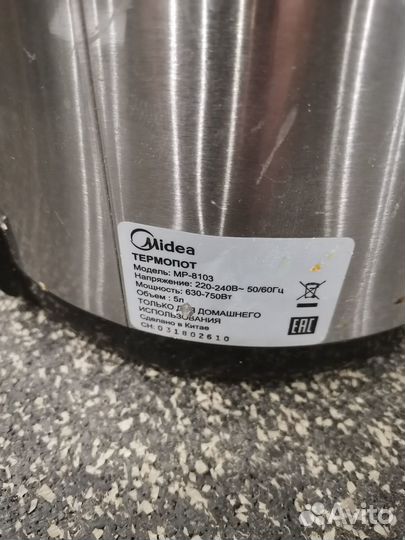 Midea
ТЕРМОПОТ
Модель: MP-8103
Напряжение: 220-240В~ 50/60Гц
Мощность: 630-750Вт
Объем : 5л
ТОЛЬКО ДЛЯ ДОМАШНЕГО
ИСПОЛЬЗОВАНИЯ
Сделано в Китае
СН: 031802610
EAC
Avito